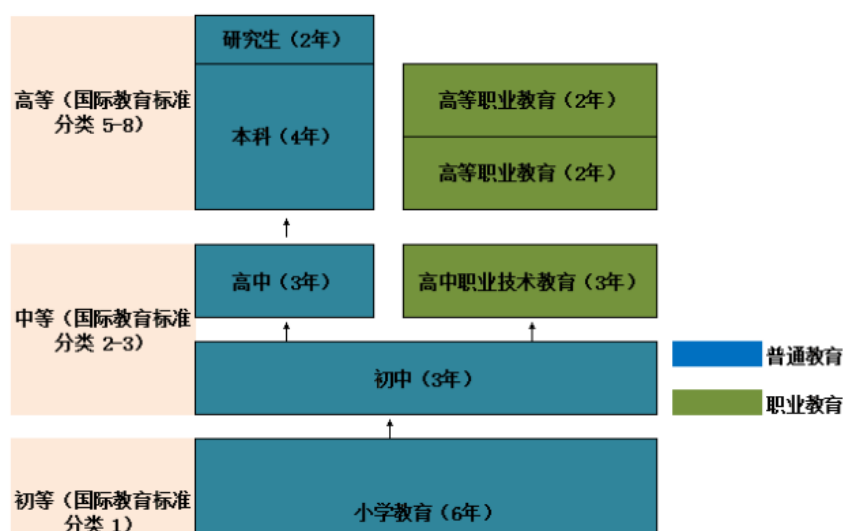 研究生（2年）
高等（国际教育标准
分类 5-8）
本科（4年）
高等职业教育（2年）
高等职业教育（2年）
高中（3年）
高中职业技术教育（3年）
中等（国际教育标准
分类 2-3）
初中（3年）
普通教育
职业教育
初等（国际教育标准
分类 1）
小学教育（6年）